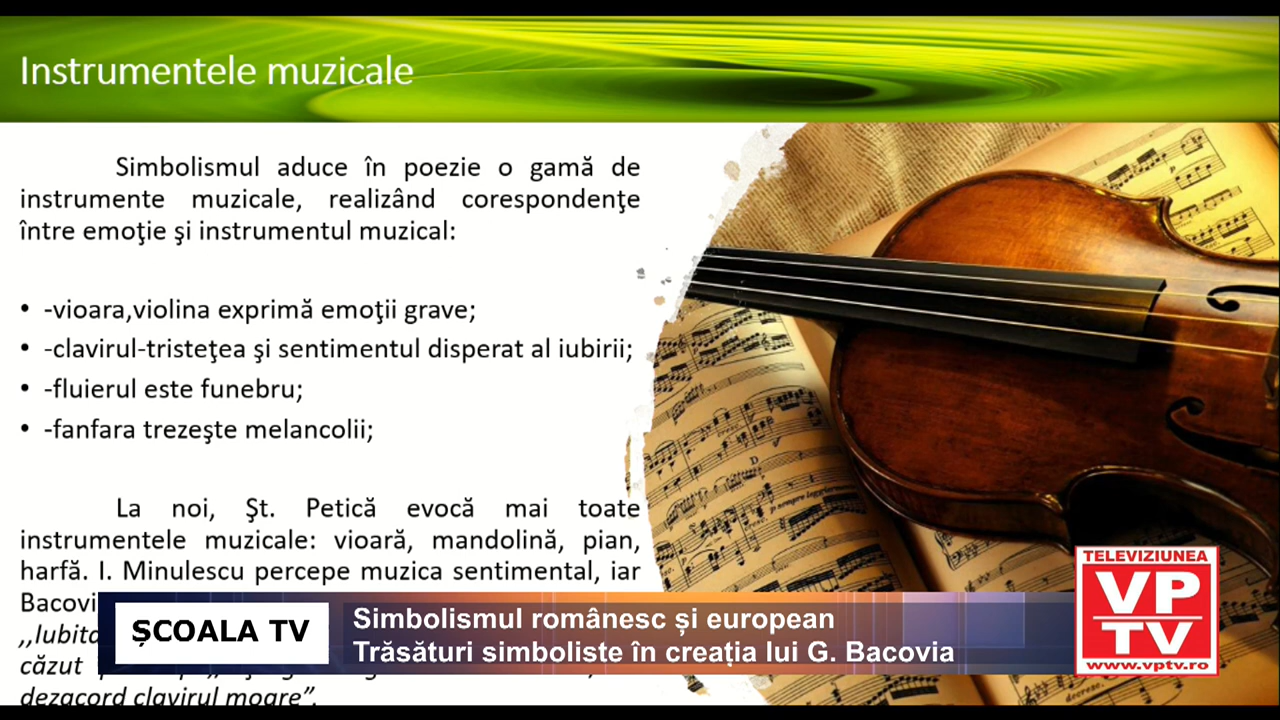 Instrumentele muzicale
Simbolismul aduce în poezie o gamă de
instrumente muzicale, realizând corespondenţe
între emoţie şi instrumentul muzical:
• -vioara,violina exprimă emoţii grave;
• -clavirul-tristeţea şi sentimentul disperat al iubirii;
• -fluierul este funebru;
• -fanfara trezeşte melancolii;
La noi, Şt. Petică evocă mai toate
instrumentele muzicale: vioară, mandolină, pian,
harfă. I. Minulescu percepe muzica sentimental, iar
căzut
dezacord clavirul moare”.
ȘCOALA TV
Simbolismul românesc și european
Trăsături simboliste în creația lui G. Bacovia
TELEVIZIUNEA
VP
TV
www.vptv.ro